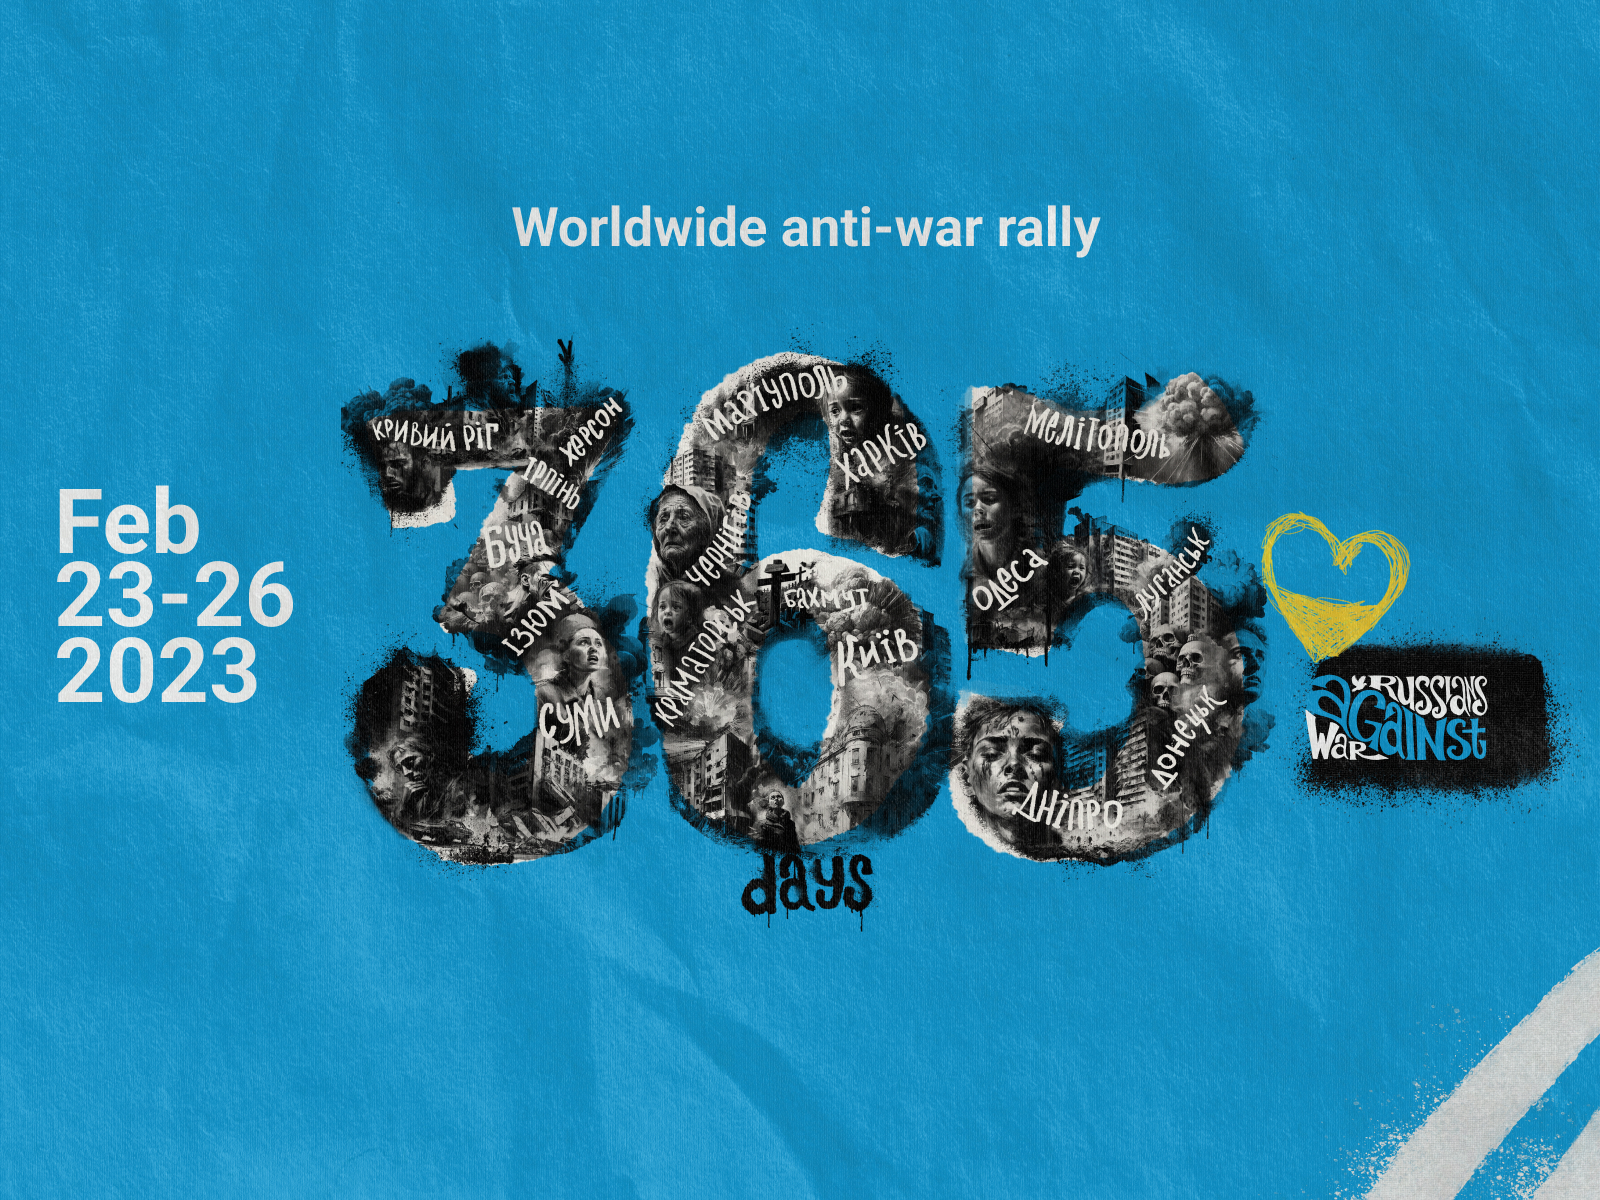 Worldwide anti-war rally
Feb
23-26
2023
365
КРИВИЙ РІГ
ХЕРСОН
ІРПІНЬ
БУЧА
ІЗЮМ
СУМИ
МАРІУПОЛЬ
ХАРКІВ
ЧЕРНІГІВ
КРАМАТОРСЬК
БАХМУТ
КИЇВ
МЕЛІТОПОЛЬ
ОДЕСА
ЛУГАНСЬК
ДОНЕЦЬК
ДНІПРО
days
RUSSIANS
AGAINST
WAR